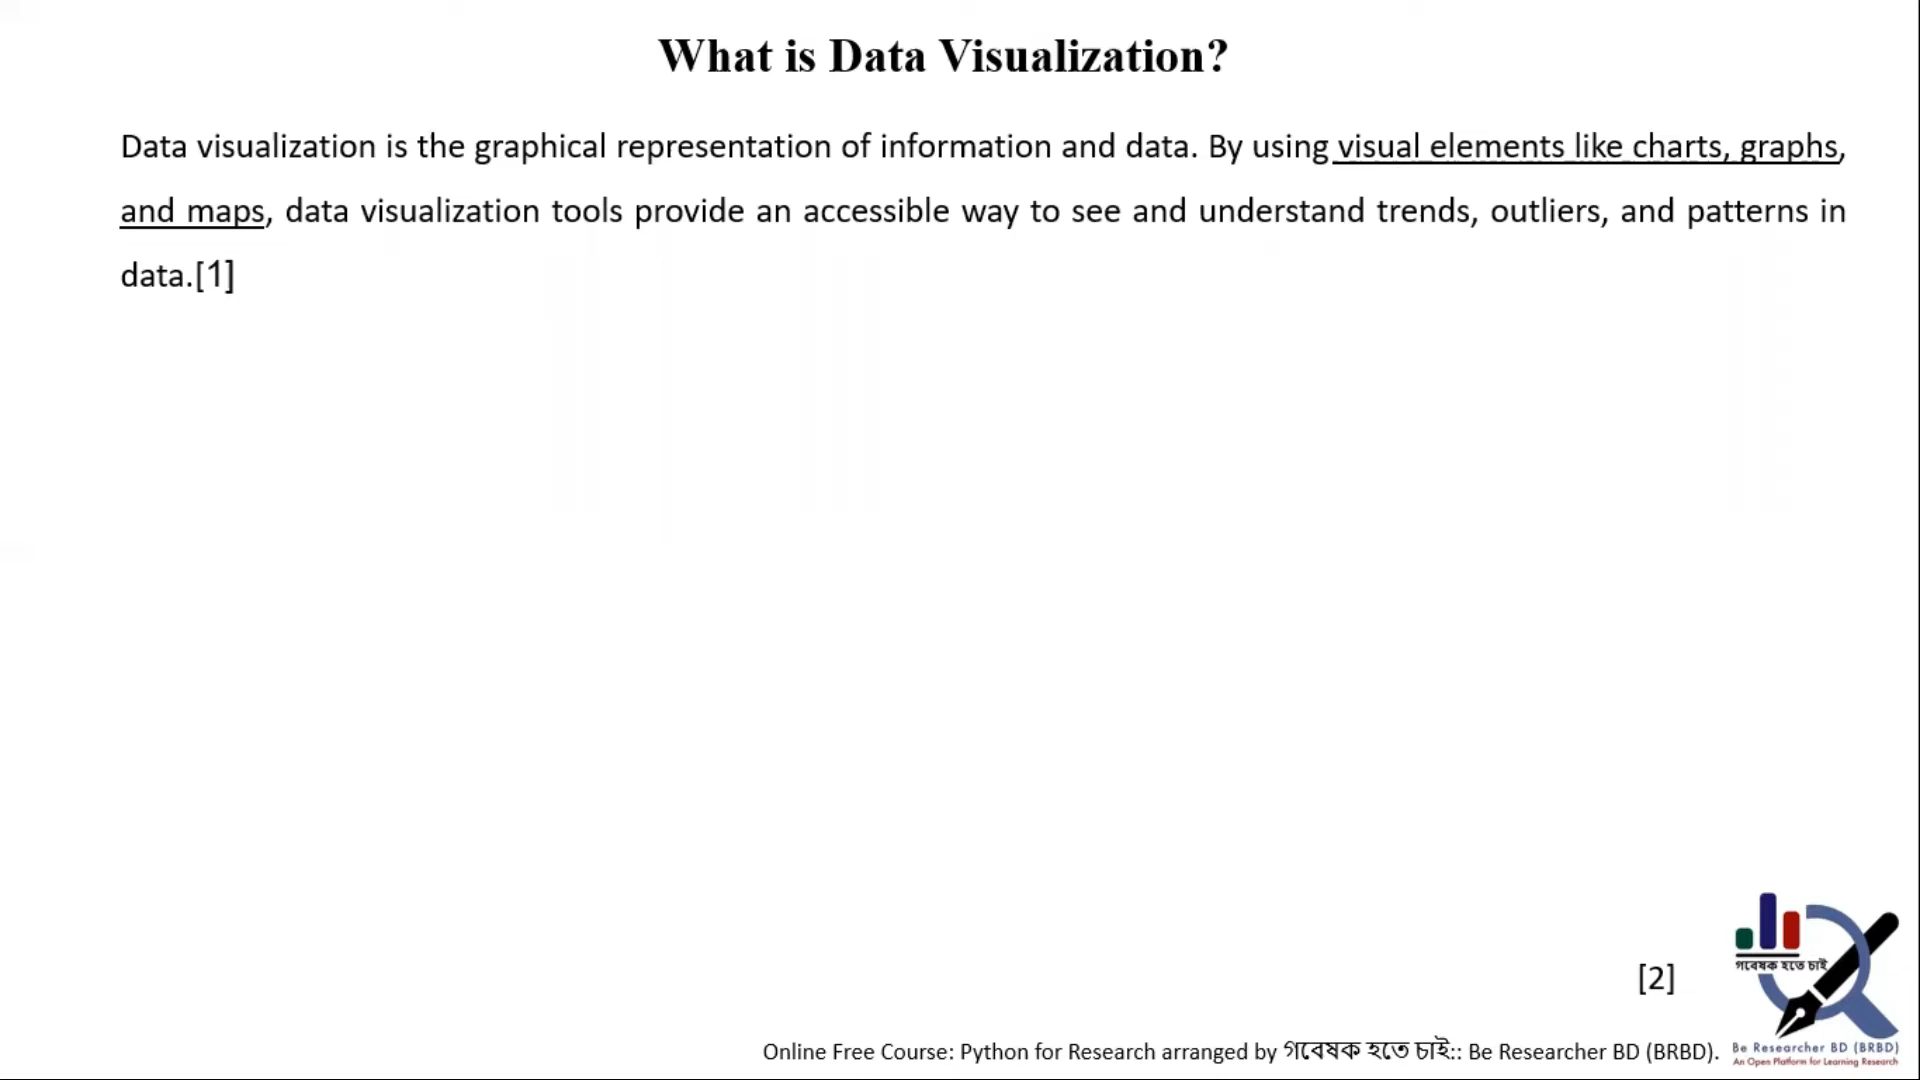 What is Data Visualization?
Data visualization is the graphical representation of information and data. By using visual elements like charts, graphs,
and maps, data visualization tools provide an accessible way to see and understand trends, outliers, and patterns in
data.[1]
গবেষক হতে চাই
[2]
Online Free Course: Python for Research arranged by গবেষক হতে চাই:: Be Researcher BD (BRBD).
Be Researcher BD (BRBD)
An Open Platform for Learning Research